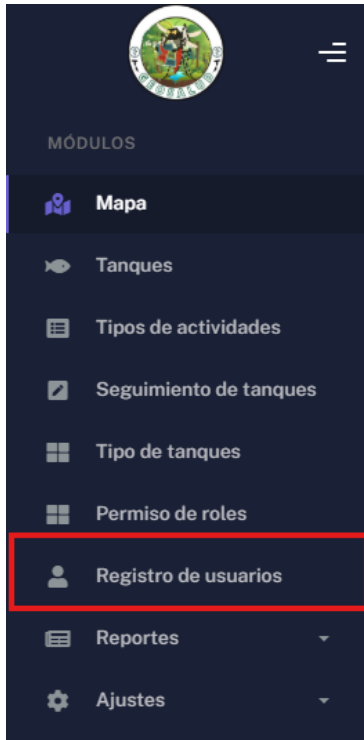 GEOSALUD
MÓDULOS
Mapa
Tanques
Tipos de actividades
Seguimiento de tanques
Tipo de tanques
Permiso de roles
Registro de usuarios
Reportes
Ajustes